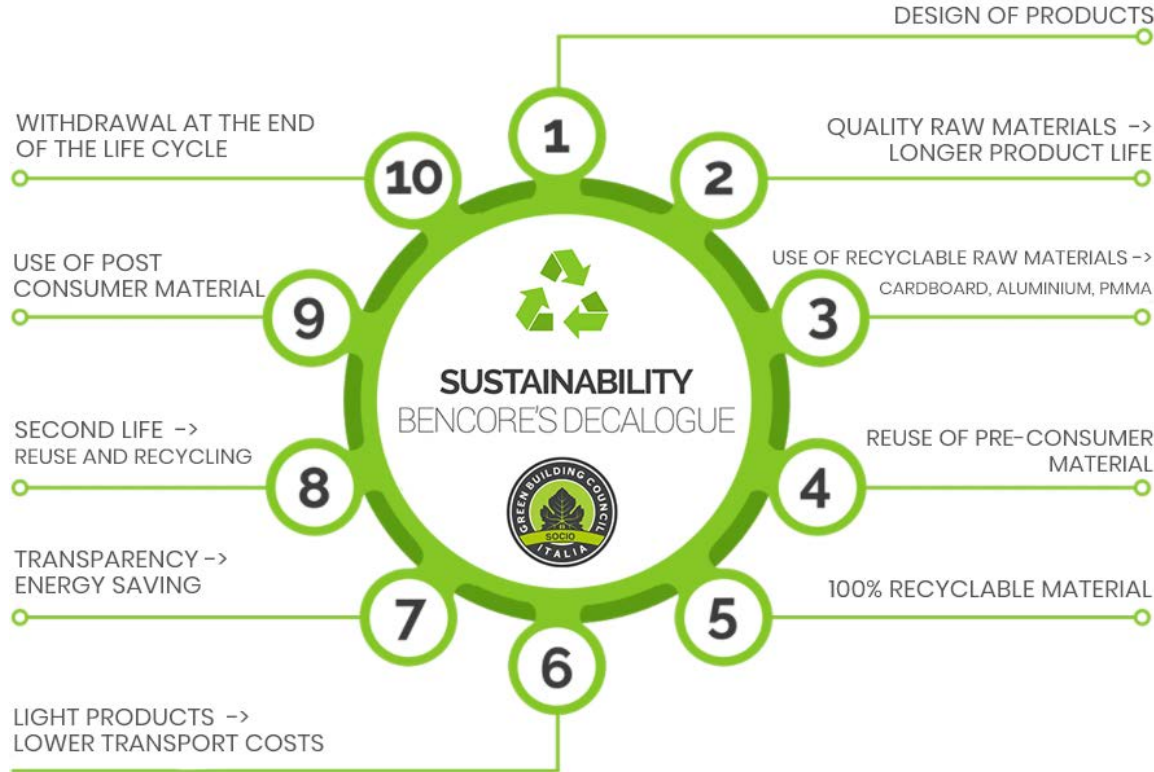 1
DESIGN OF PRODUCTS
2
QUALITY RAW MATERIALS ->
LONGER PRODUCT LIFE
3
USE OF RECYCLABLE RAW MATERIALS ->
CARDBOARD, ALUMINIUM, PMMA
4
REUSE OF PRE-CONSUMER
MATERIAL
5
100% RECYCLABLE MATERIAL
6
LIGHT PRODUCTS ->
LOWER TRANSPORT COSTS
7
TRANSPARENCY ->
ENERGY SAVING
8
SECOND LIFE ->
REUSE AND RECYCLING
9
USE OF POST
CONSUMER MATERIAL
10
WITHDRAWAL AT THE END
OF THE LIFE CYCLE
SUSTAINABILITY
BENCORE'S DECALOGUE
GREEN BUILDING COUNCIL
SOCIO
ITALIA